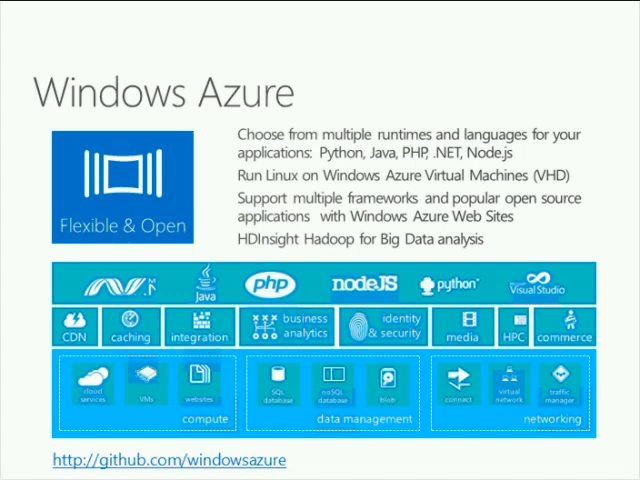 Windows Azure
Flexible & Open
Choose from multiple runtimes and languages for your
applications: Python, Java, PHP, .NET, Node.js
Run Linux on Windows Azure Virtual Machines (VHD)
Support multiple frameworks and popular open source
applications with Windows Azure Web Sites
HDInsight Hadoop for Big Data analysis
Java
php
nodeJS
python
Visual Studio
CDN
caching
integration
business
analytics
identity
& security
media
HPC
commerce
cloud
services
VMs
websites
compute
SQL
database
noSQL
database
blob
data management
connect
virtual
network
traffic
manager
networking
http://github.com/windowsazure